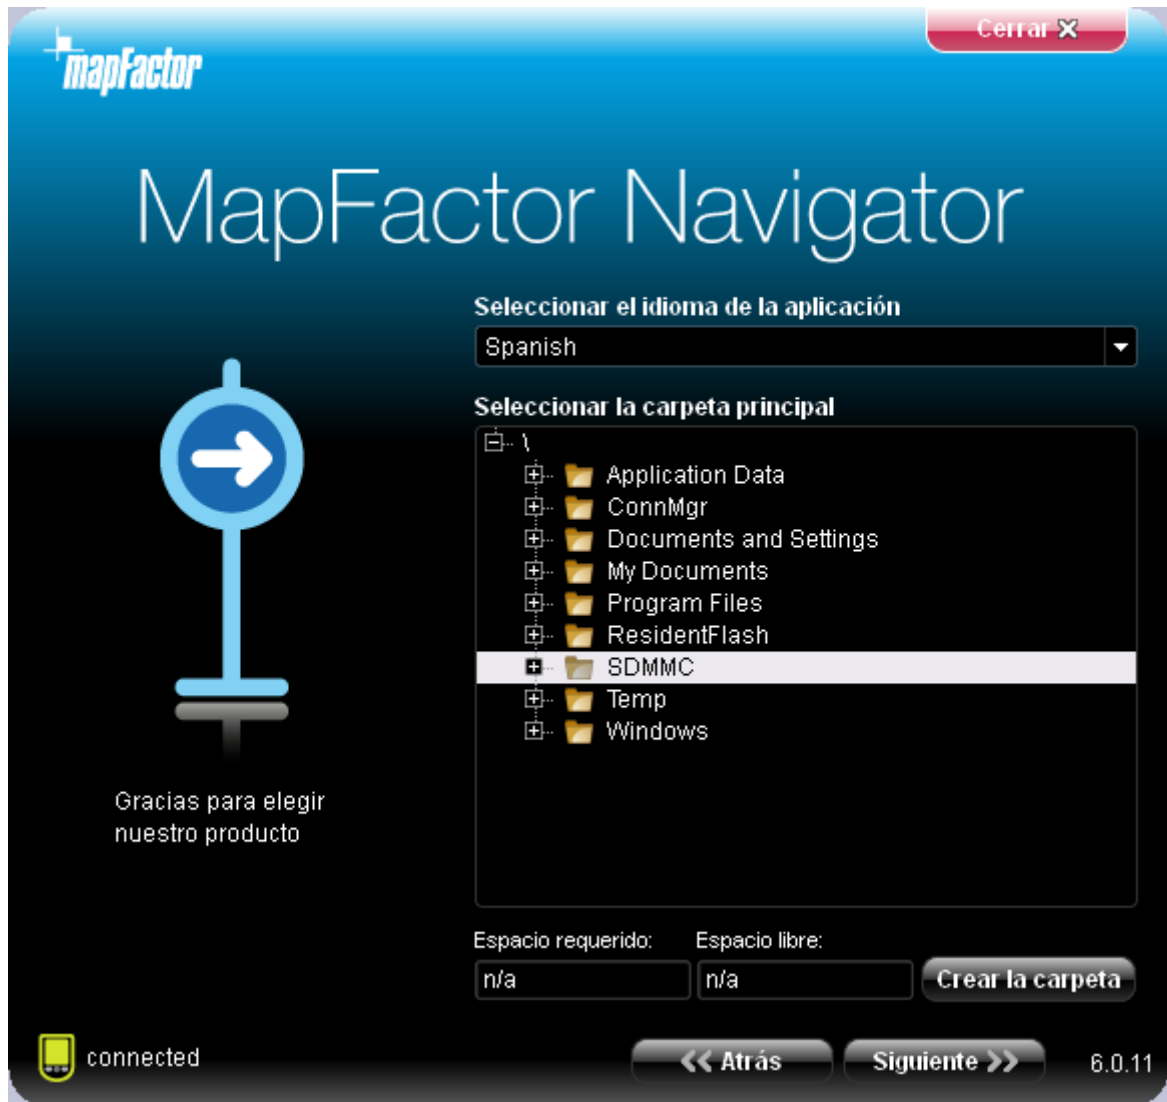 Cerrar
mapFactor
MapFactor Navigator
Seleccionar el idioma de la aplicación
Spanish
Seleccionar la carpeta principal
\
Application Data
ConnMgr
Documents and Settings
My Documents
Program Files
ResidentFlash
SDMMC
Temp
Windows
Gracias para elegir
nuestro producto
Espacio requerido: Espacio libre:
n/a n/a Crear la carpeta
connected << Atrás Siguiente >> 6.0.11